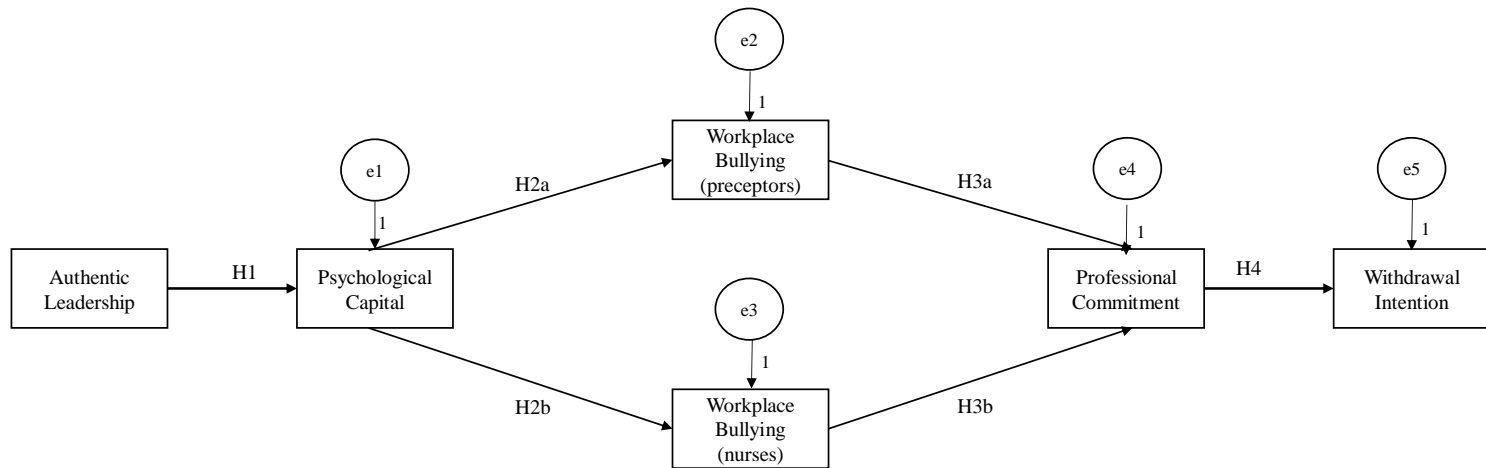 e2
1
Workplace
Bullying
(preceptors)
e1
1
H2a
H3a
e4
1
e5
1
Authentic
Leadership
H1
Psychological
Capital
Professional
Commitment
H4
Withdrawal
Intention
e3
1
H2b
H3b
Workplace
Bullying
(nurses)